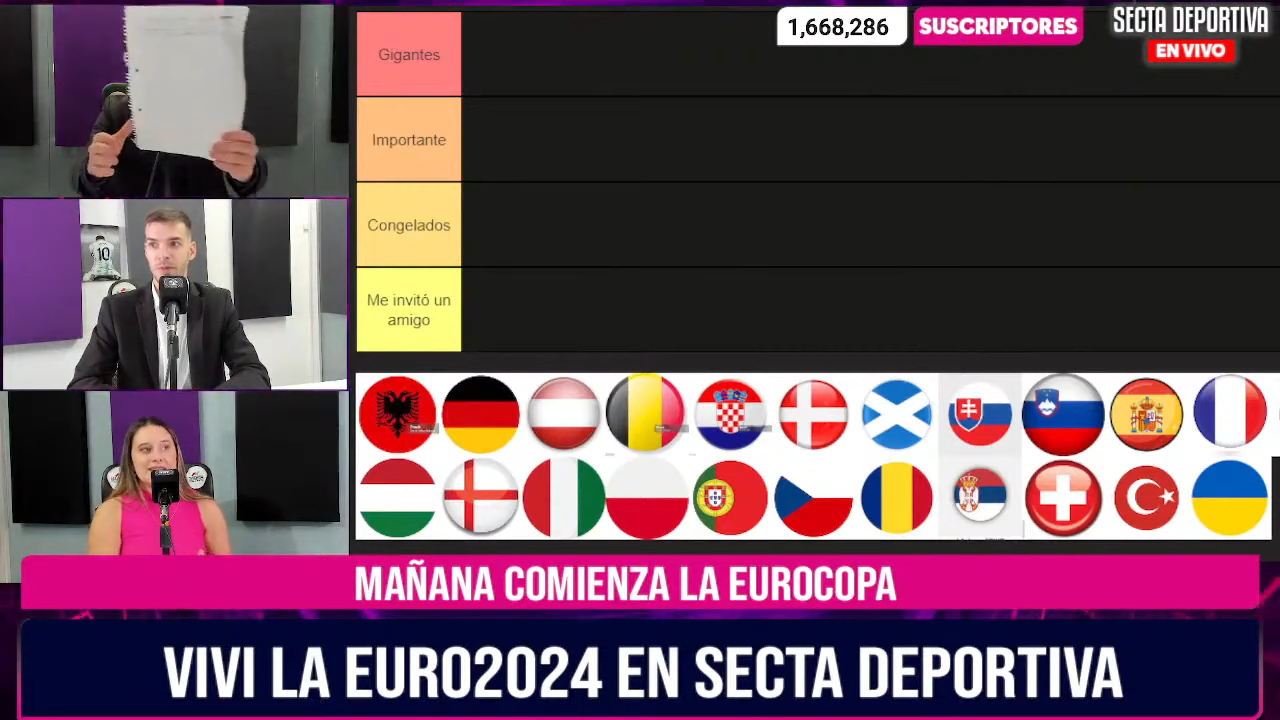 1,668,286
SUSCRIPTORES
SECTA DEPORTIVA
EN VIVO
Gigantes
Importante
Congelados
Me invitó un
amigo
10
MAÑANA COMIENZA LA EUROCOPA
VIVI LA EURO2024 EN SECTA DEPORTIVA